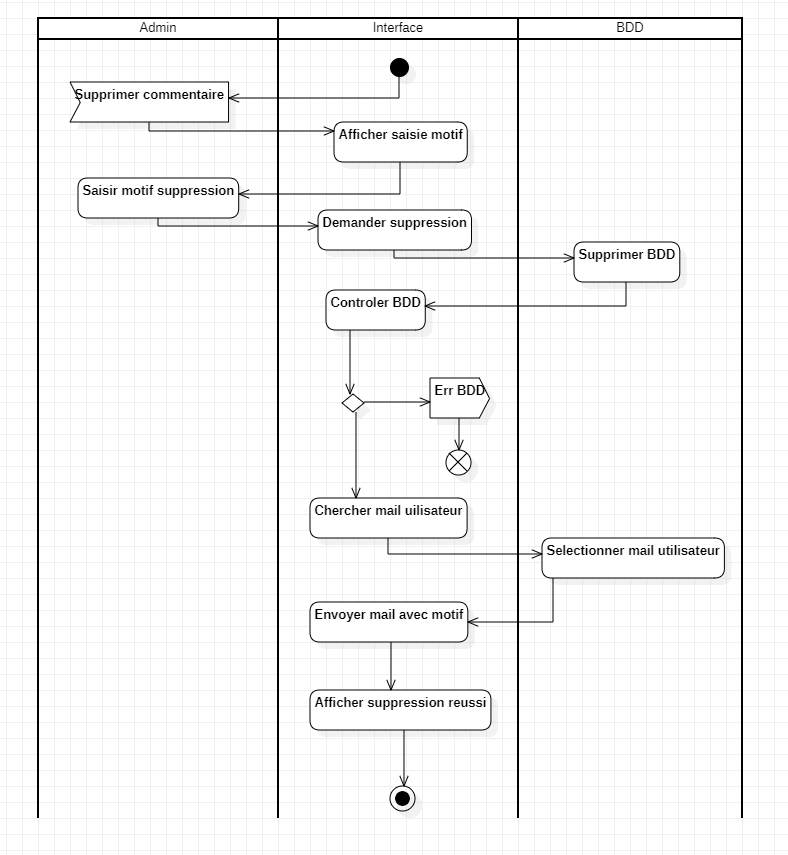 Admin
Interface
BDD
Supprimer commentaire
Afficher saisie motif
Saisir motif suppression
Demander suppression
Supprimer BDD
Controler BDD
Err BDD
Chercher mail uilisateur
Selectionner mail utilisateur
Envoyer mail avec motif
Afficher suppression reussi